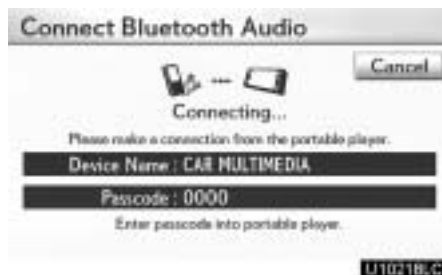 Connect Bluetooth Audio
Cancel
Connecting...
Please make a connection from the portable player.
Device Name : CAR MULTIMEDIA
Passcode : 0000
Enter passcode into portable player.